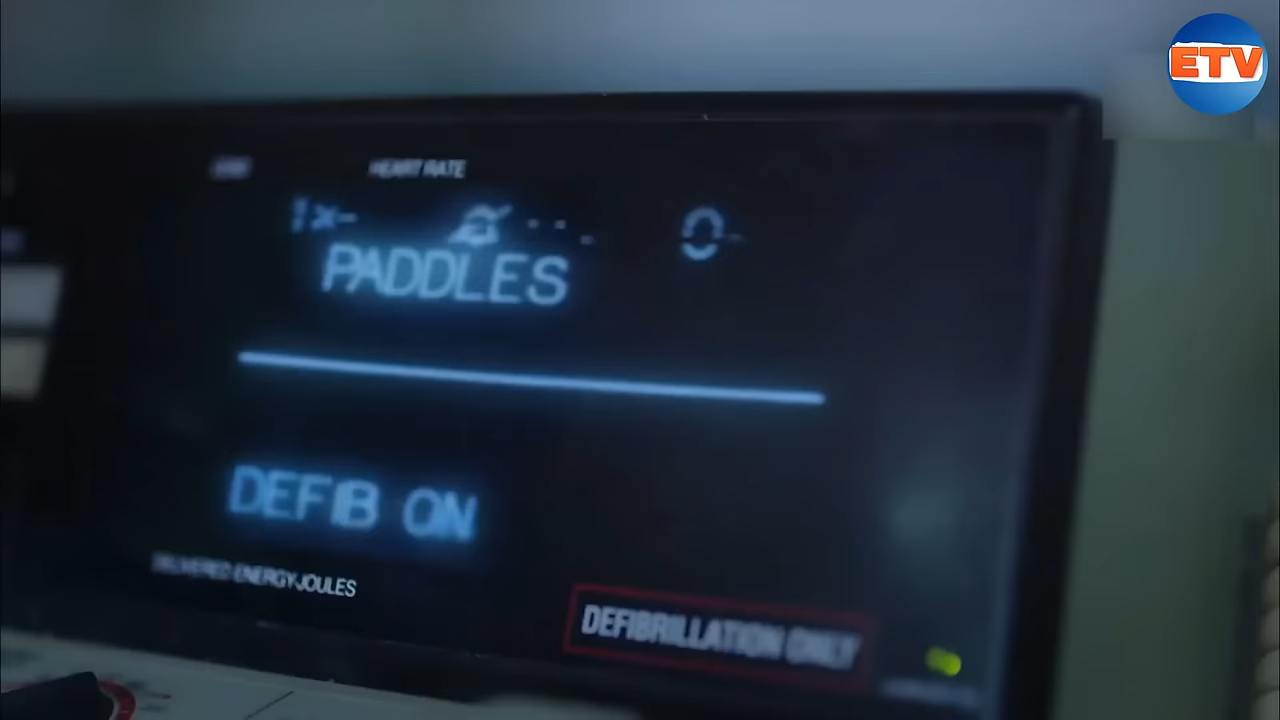 ETV
HEART RATE
PADDLES
DEFIB ON
DELIVERED ENERGY JOULES
DEFIBRILLATION ONLY